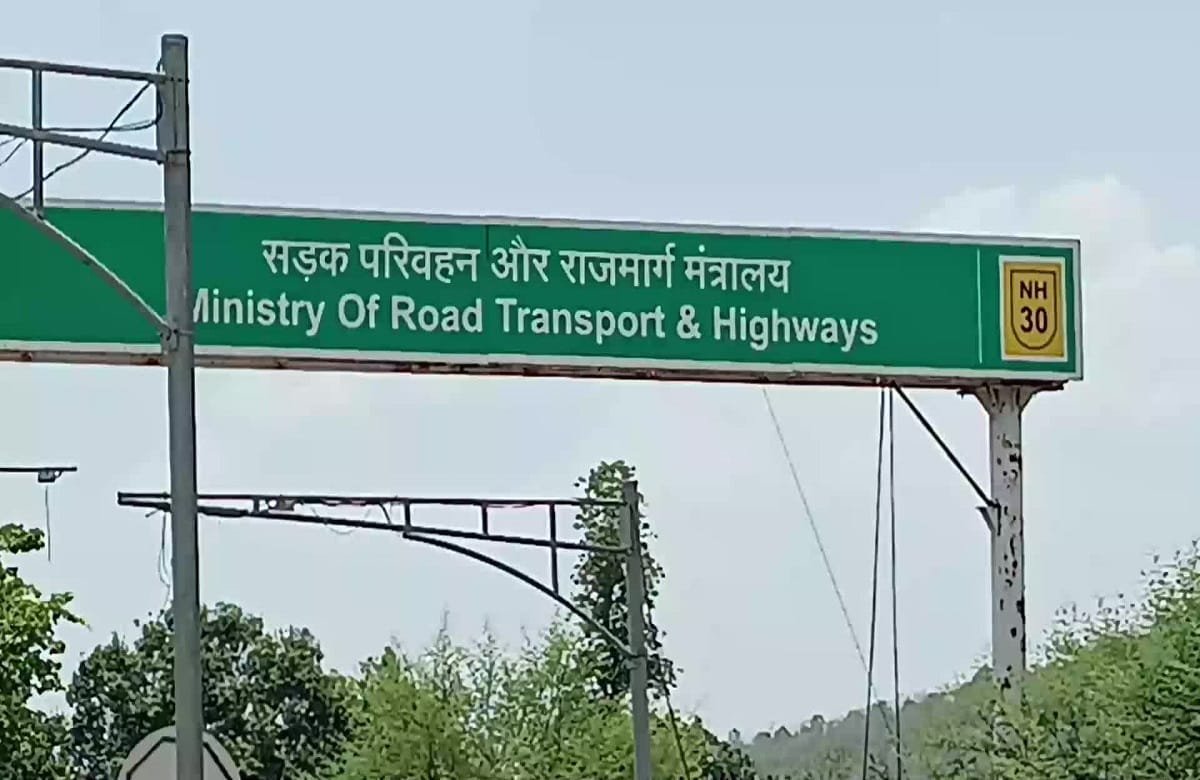 सड़क परिवहन और राजमार्ग मंत्रालय
Ministry Of Road Transport & Highways
NH
30